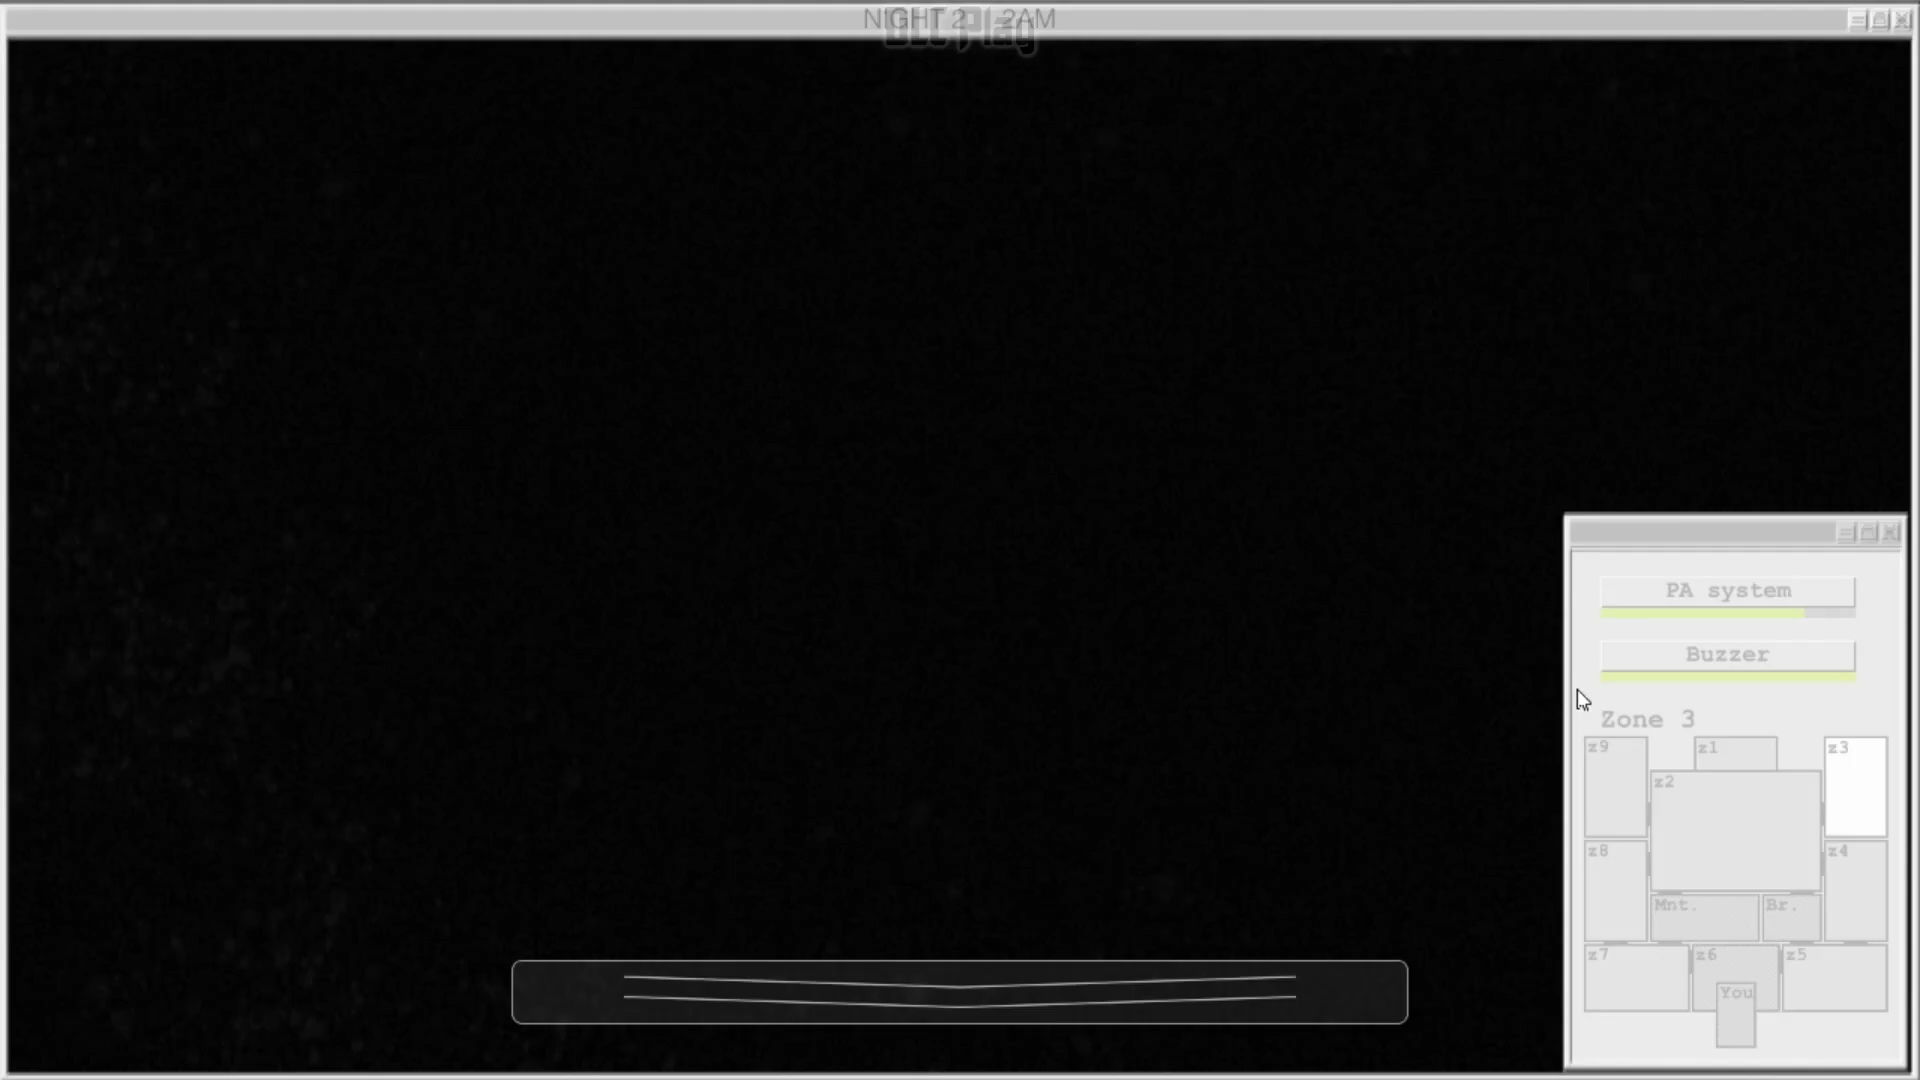 NIGHT 2 2AM
PA system
Buzzer
Zone 3
z9 z1 z3
z2
z8 z4
Mnt. Br.
z7 z6 z5
You